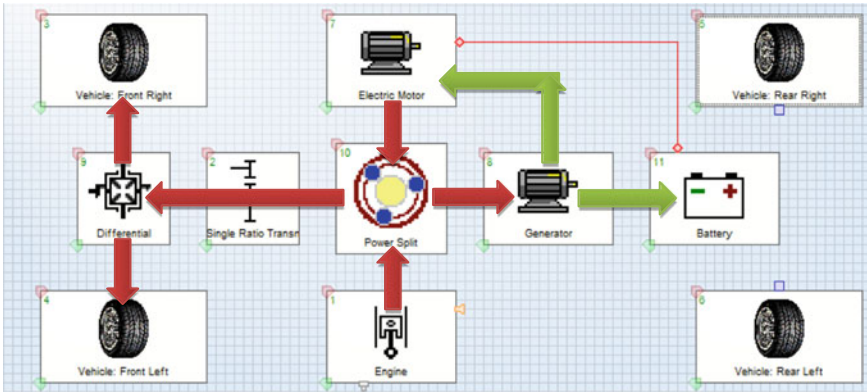 3
Vehicle: Front Right
7
Electric Motor
5
Vehicle: Rear Right
9
Differential
2
Single Ratio Transn
10
Power Split
8
Generator
11
Battery
4
Vehicle: Front Left
1
Engine
6
Vehicle: Rear Left